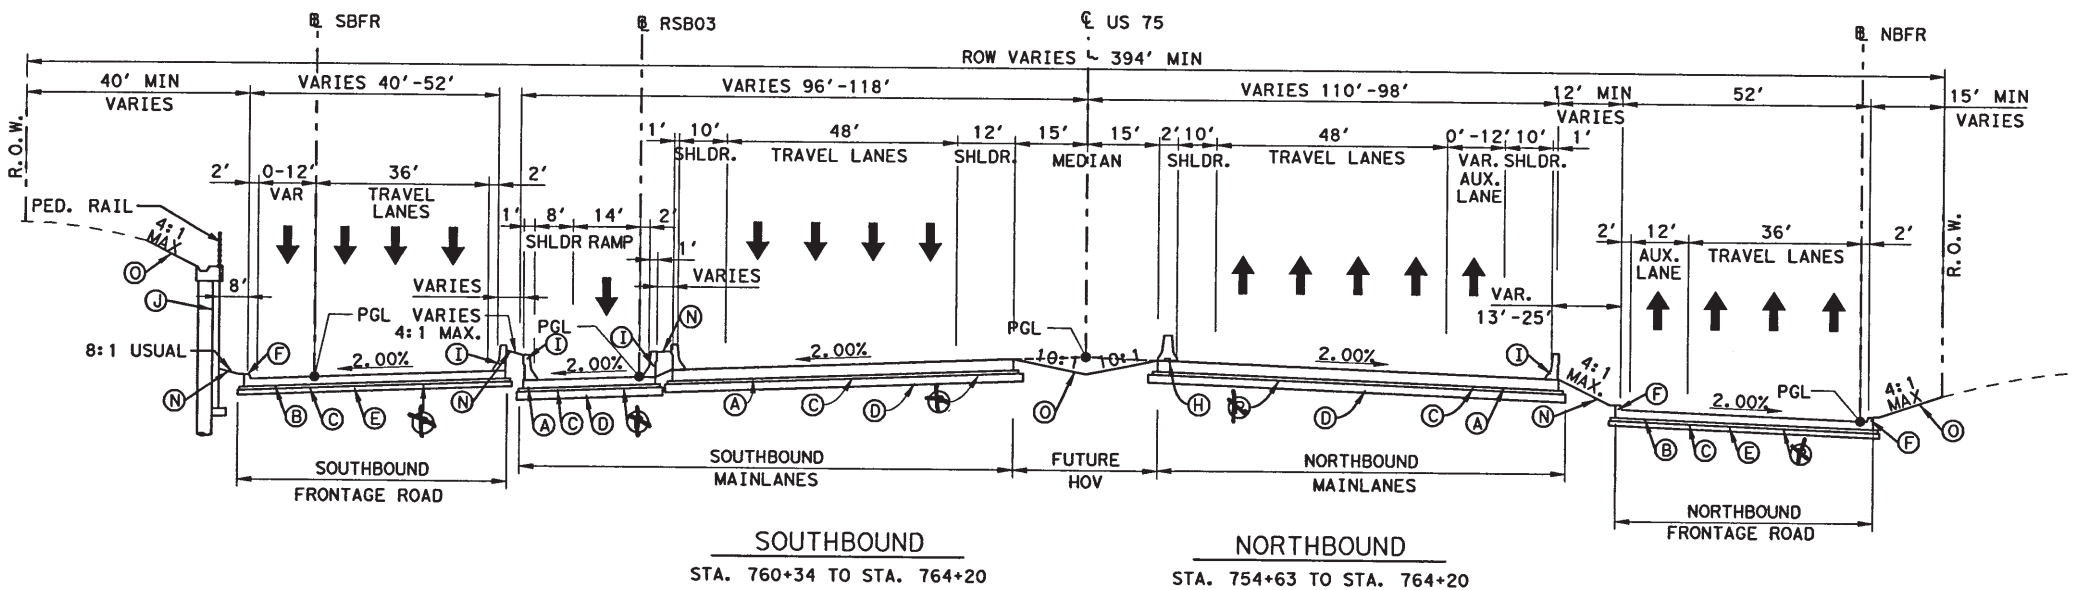 ℄ US 75
B SBFR
B RSB03
B NBFR
ROW VARIES ~ 394' MIN
40' MIN
VARIES
VARIES 40'-52'
VARIES 96'-118'
VARIES 110'-98'
12' MIN
VARIES
52'
15' MIN
VARIES
R.O.W.
1'
10'
SHLDR.
48'
TRAVEL LANES
12'
SHLDR.
15'
15'
MEDIAN
2'
10'
SHLDR.
48'
TRAVEL LANES
0'-12'
VAR.
AUX.
LANE
10'
SHLDR.
1'
2'
0-12'
VAR
36'
TRAVEL
LANES
2'
PED. RAIL
4:1
MAX
O
J
8'
1'
8'
SHLDR
14'
RAMP
2'
1'
VARIES
VARIES
2'
12'
AUX.
LANE
36'
TRAVEL LANES
2'
R.O.W.
VAR.
13'-25'
PGL
VARIES
4:1 MAX.
PGL
I
I
I
N
PGL
8:1 USUAL
F
2.00%
2.00%
2.00%
10:1
10:1
2.00%
I
4:1
MAX.
F
PGL
2.00%
4:1
MAX
N
B
C
E
N
A
C
D
A
C
D
O
H
D
C
A
N
B
C
E
F
O
SOUTHBOUND
FRONTAGE ROAD
SOUTHBOUND
MAINLANES
FUTURE
HOV
NORTHBOUND
MAINLANES
NORTHBOUND
FRONTAGE ROAD
SOUTHBOUND
STA. 760+34 TO STA. 764+20
NORTHBOUND
STA. 754+63 TO STA. 764+20